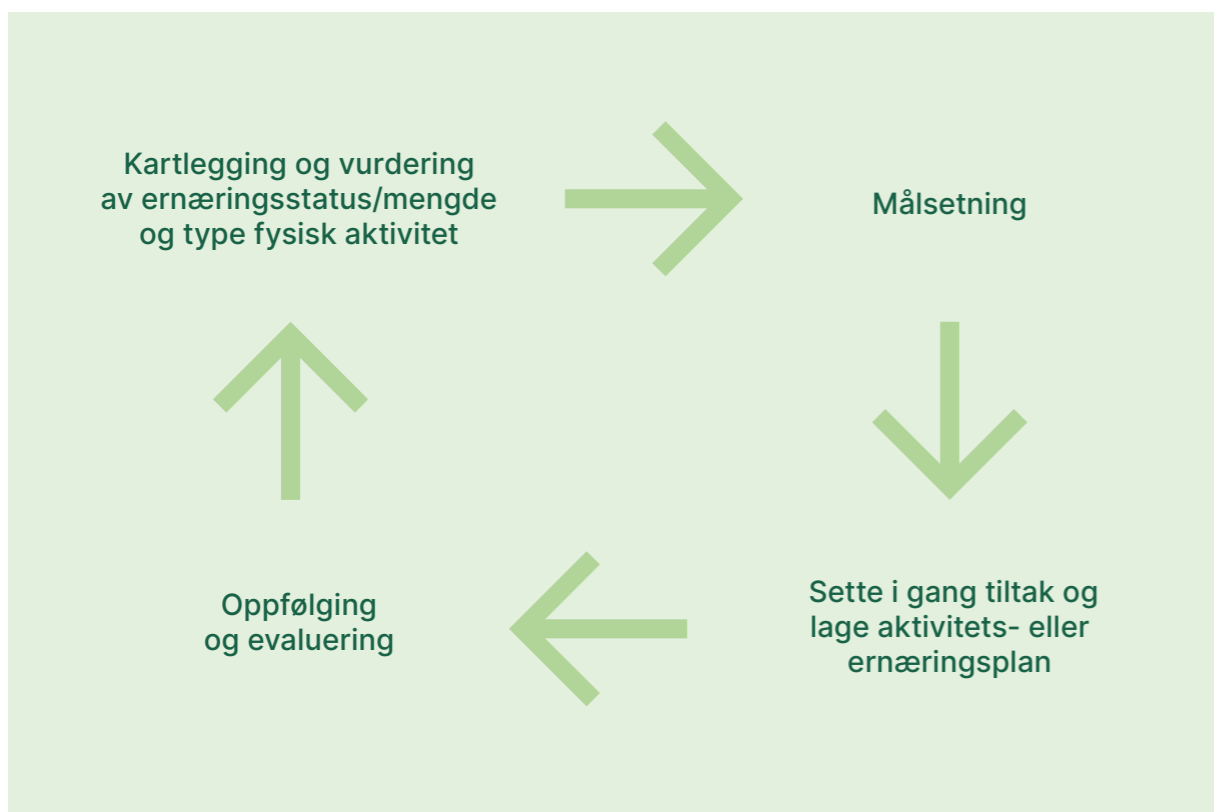 Kartlegging og vurdering
av ernæringsstatus/mengde
og type fysisk aktivitet
Målsetning
Sette i gang tiltak og
lage aktivitets- eller
ernæringsplan
Oppfølging
og evaluering